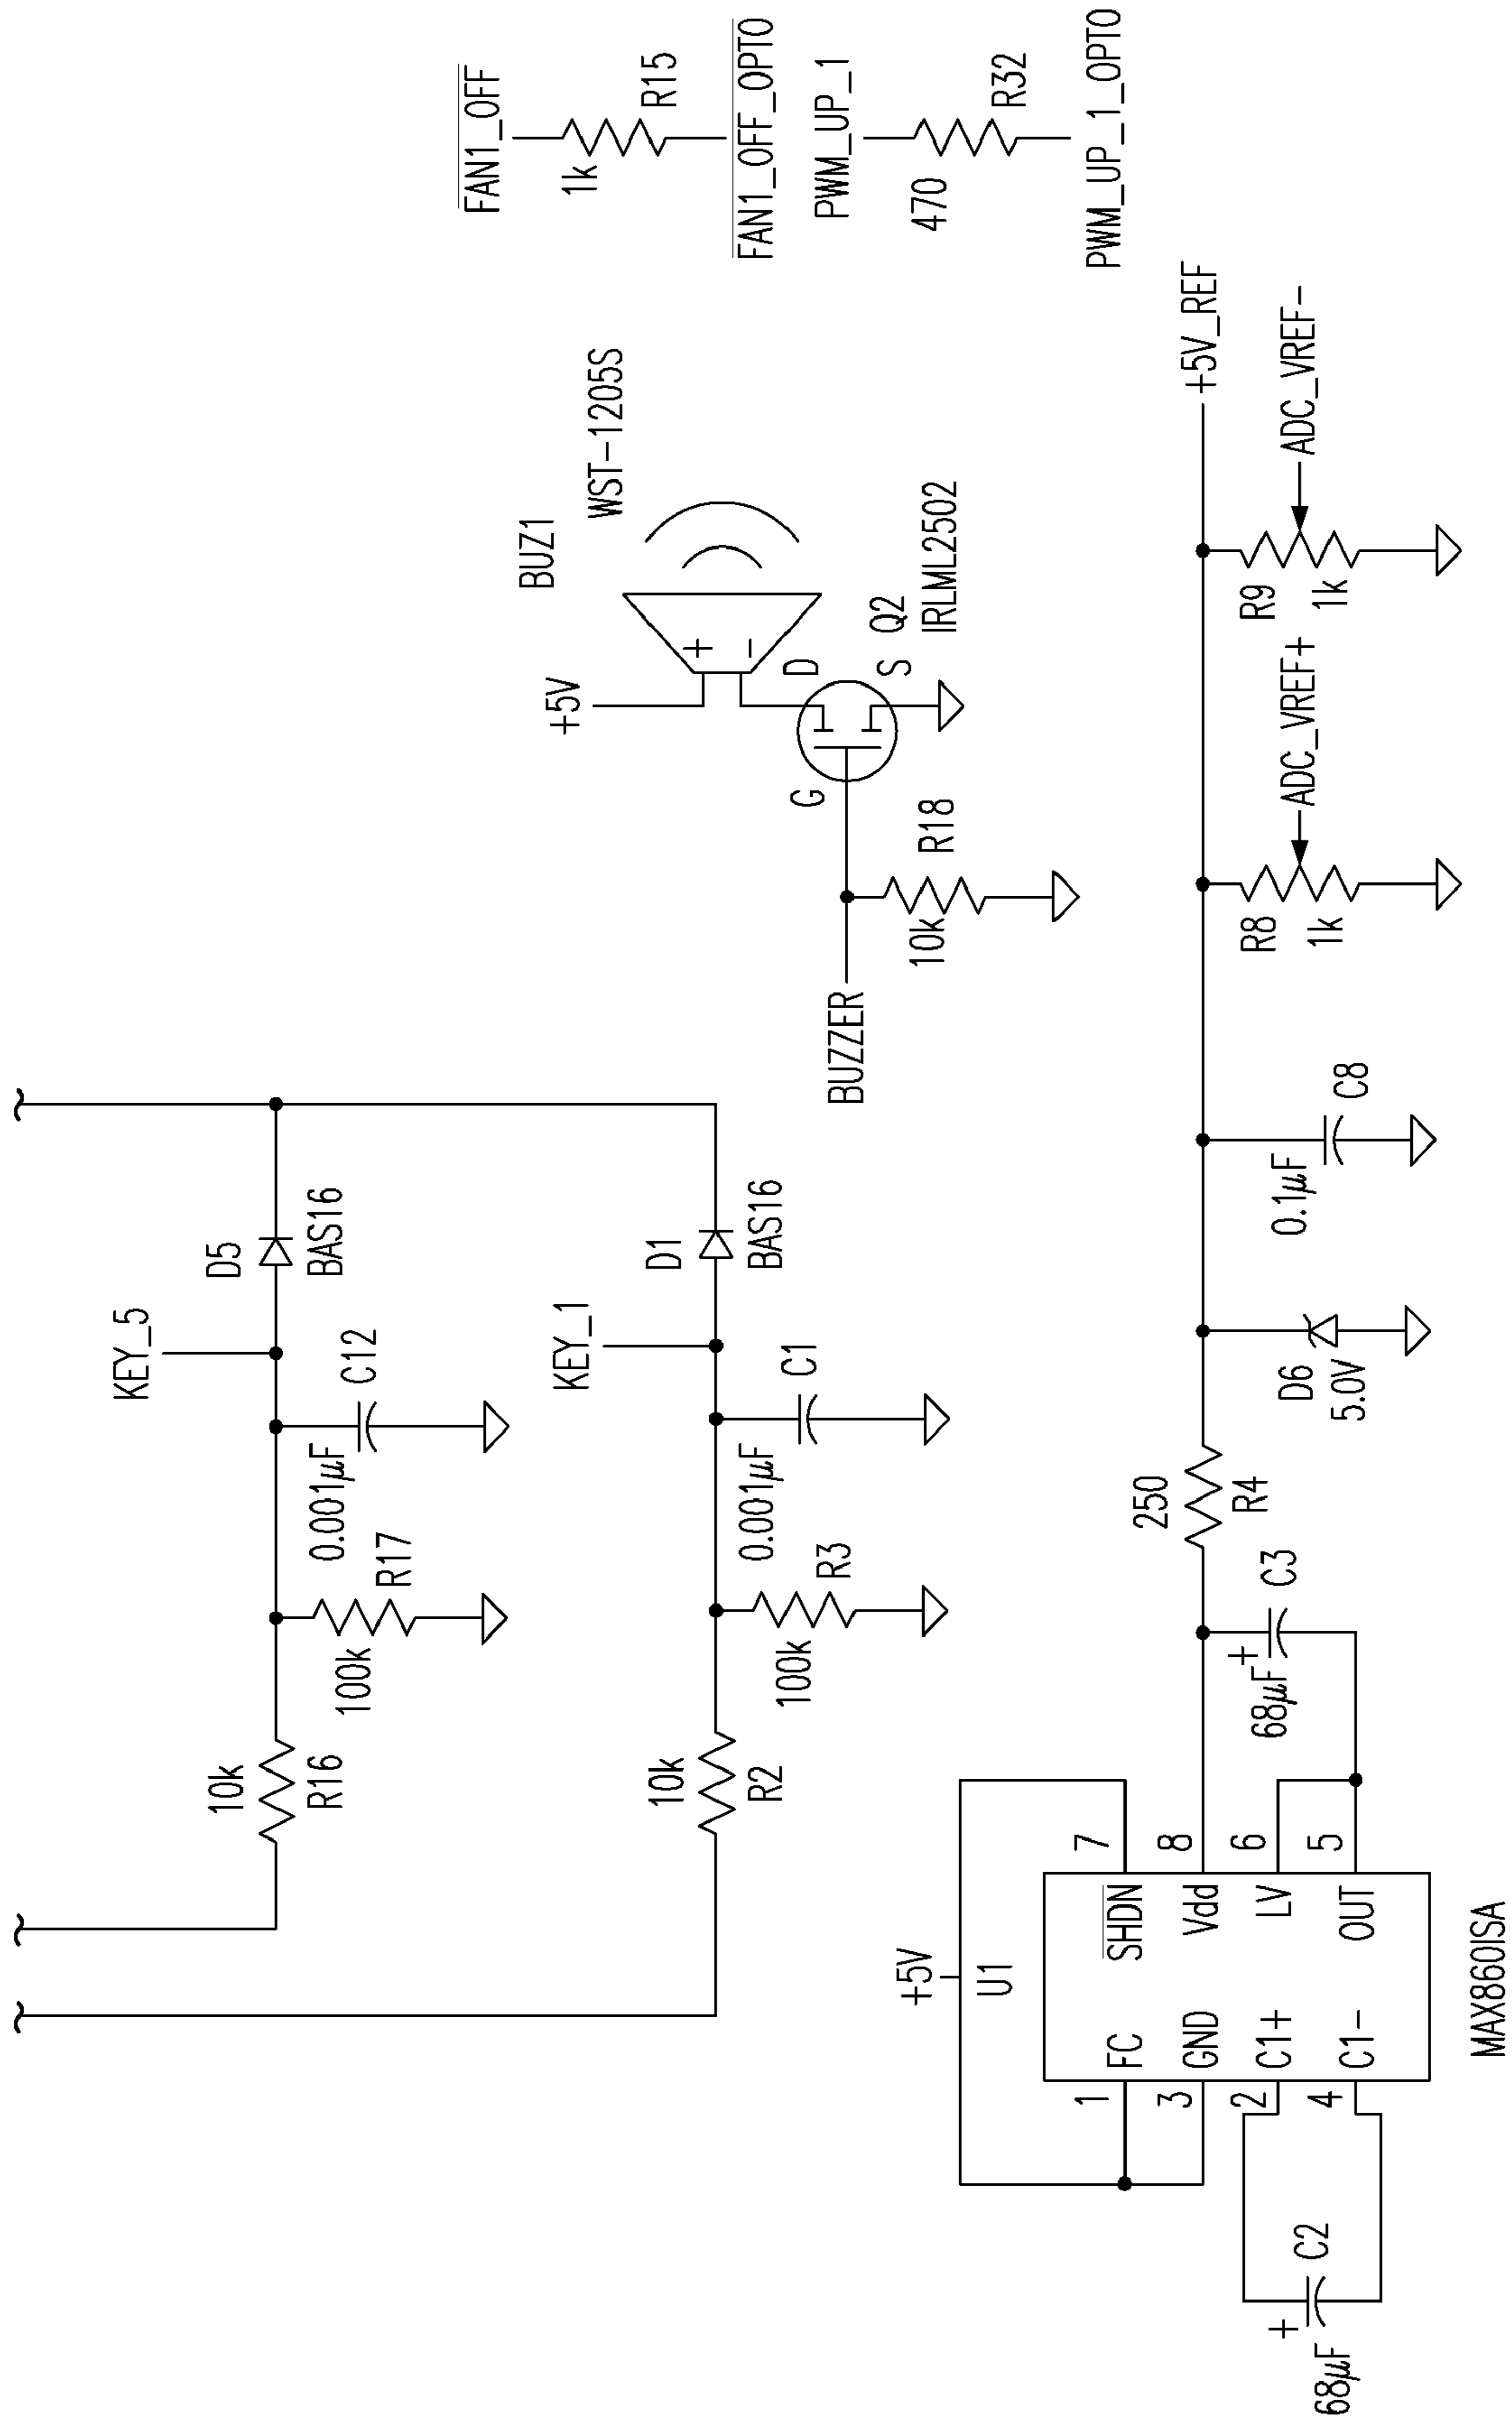 KEY_5
D5
BAS16
C12
0.001μF
R17
100k
10k
R16
KEY_1
D1
BAS16
C1
0.001μF
R3
100k
10k
R2
FAN1_OFF
1k
R15
FAN1_OFF_OPTO
PWM_UP_1
470
R32
PWM_UP_1_OPTO
BUZ1
WST-1205S
+5V
+
-
D
G
S
Q2
IRLML2502
BUZZER
R18
10k
+5V
U1
1
FC
SHDN
7
3
GND
Vdd
8
2
C1+
LV
6
4
C1-
OUT
5
MAX860ISA
+
C2
68μF
+
C3
68μF
250
R4
D6
5.0V
C8
0.1μF
R8
1k
ADC_VREF+
R9
1k
ADC_VREF-
+5V_REF